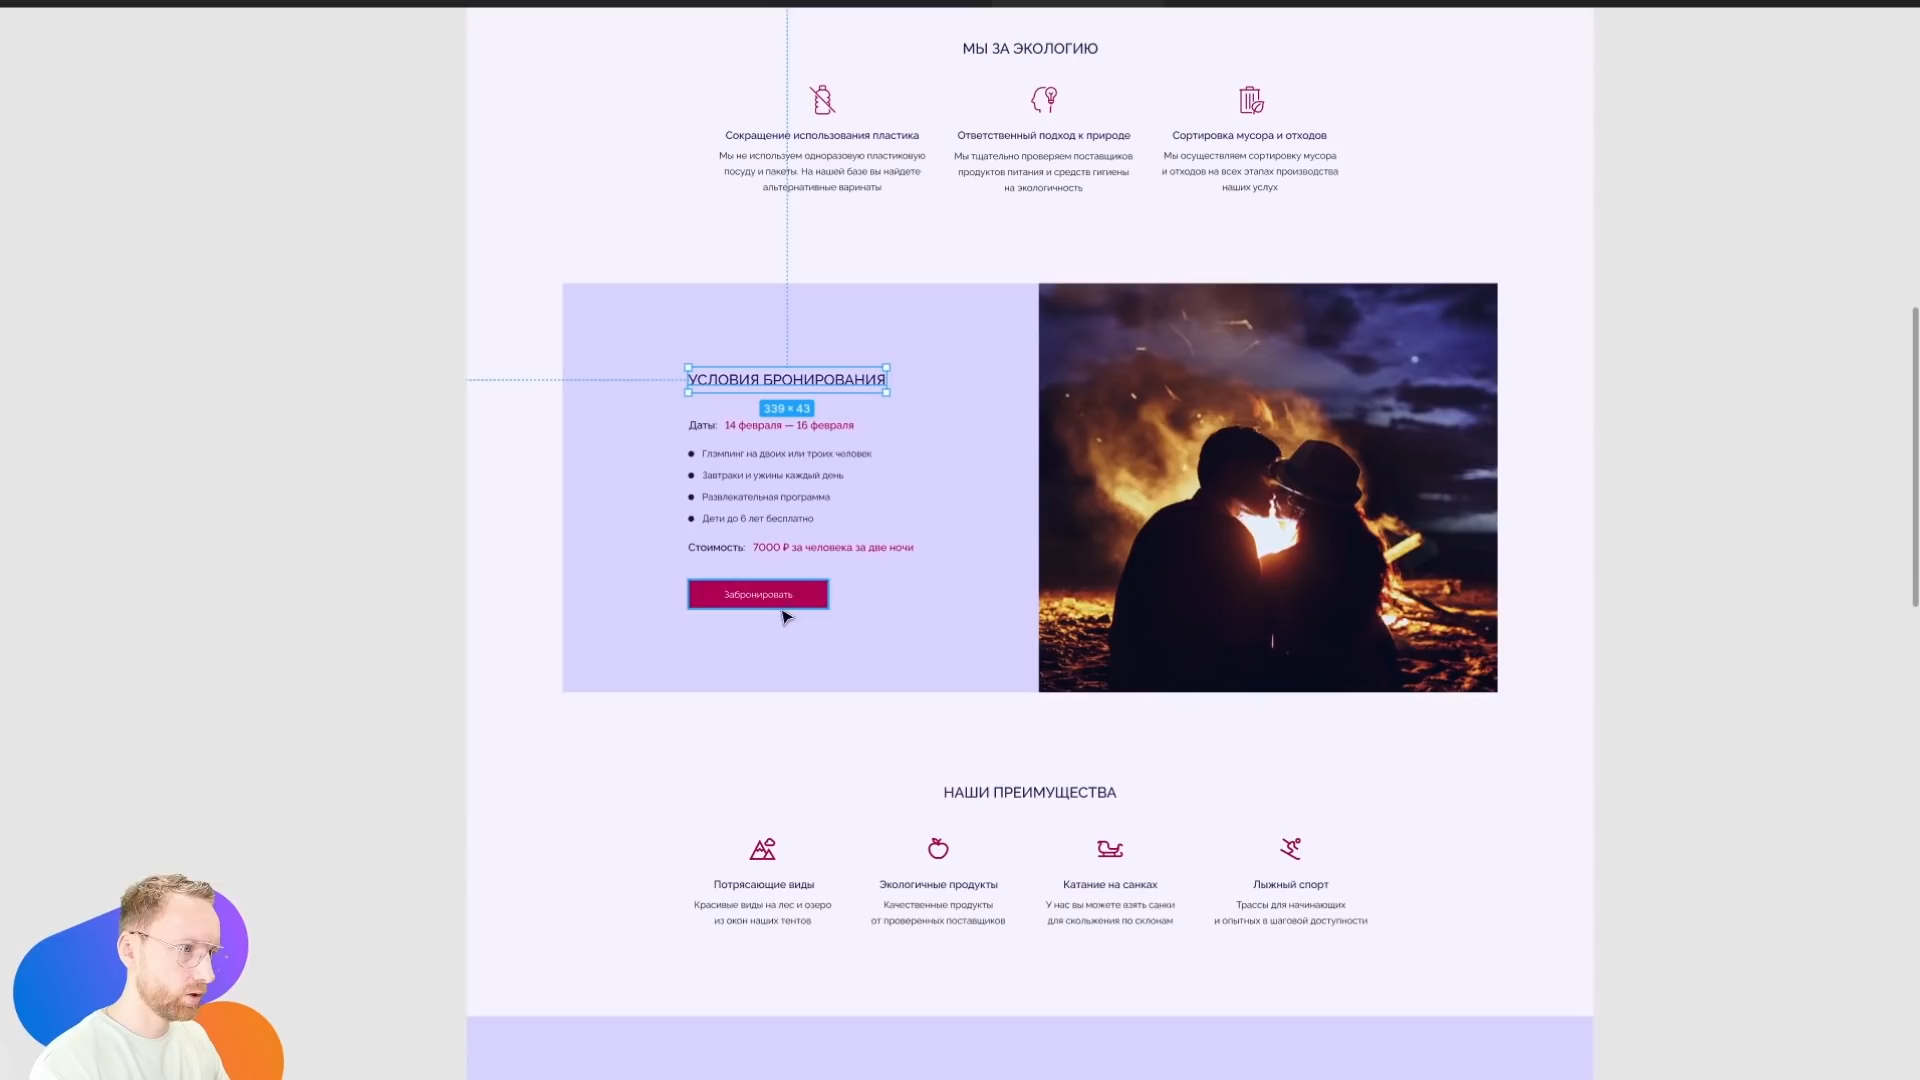 МЫ ЗА ЭКОЛОГИЮ
Сокращение использования пластика
Мы не используем одноразовую пластиковую
посуду и пакеты. На нашей базе вы найдете
альтернативные варинаты
Ответственный подход к природе
Мы тщательно проверяем поставщиков
продуктов питания и средств гигиены
на экологичность
Сортировка мусора и отходов
Мы осуществляем сортировку мусора
и отходов на всех этапах производства
наших услуг
УСЛОВИЯ БРОНИРОВАНИЯ
339 × 43
Даты: 14 февраля — 16 февраля
Глэмпинг на двоих или троих человек
Завтраки и ужины каждый день
Развлекательная программа
Дети до 6 лет бесплатно
Стоимость: 7000 ₽ за человека за две ночи
Забронировать
НАШИ ПРЕИМУЩЕСТВА
Потрясающие виды
Красивые виды на лес и озеро
из окон наших тентов
Экологичные продукты
Качественные продукты
от проверенных поставщиков
Катание на санках
У нас вы можете взять санки
для скольжения по склонам
Лыжный спорт
Трассы для начинающих
и опытных в шаговой доступности